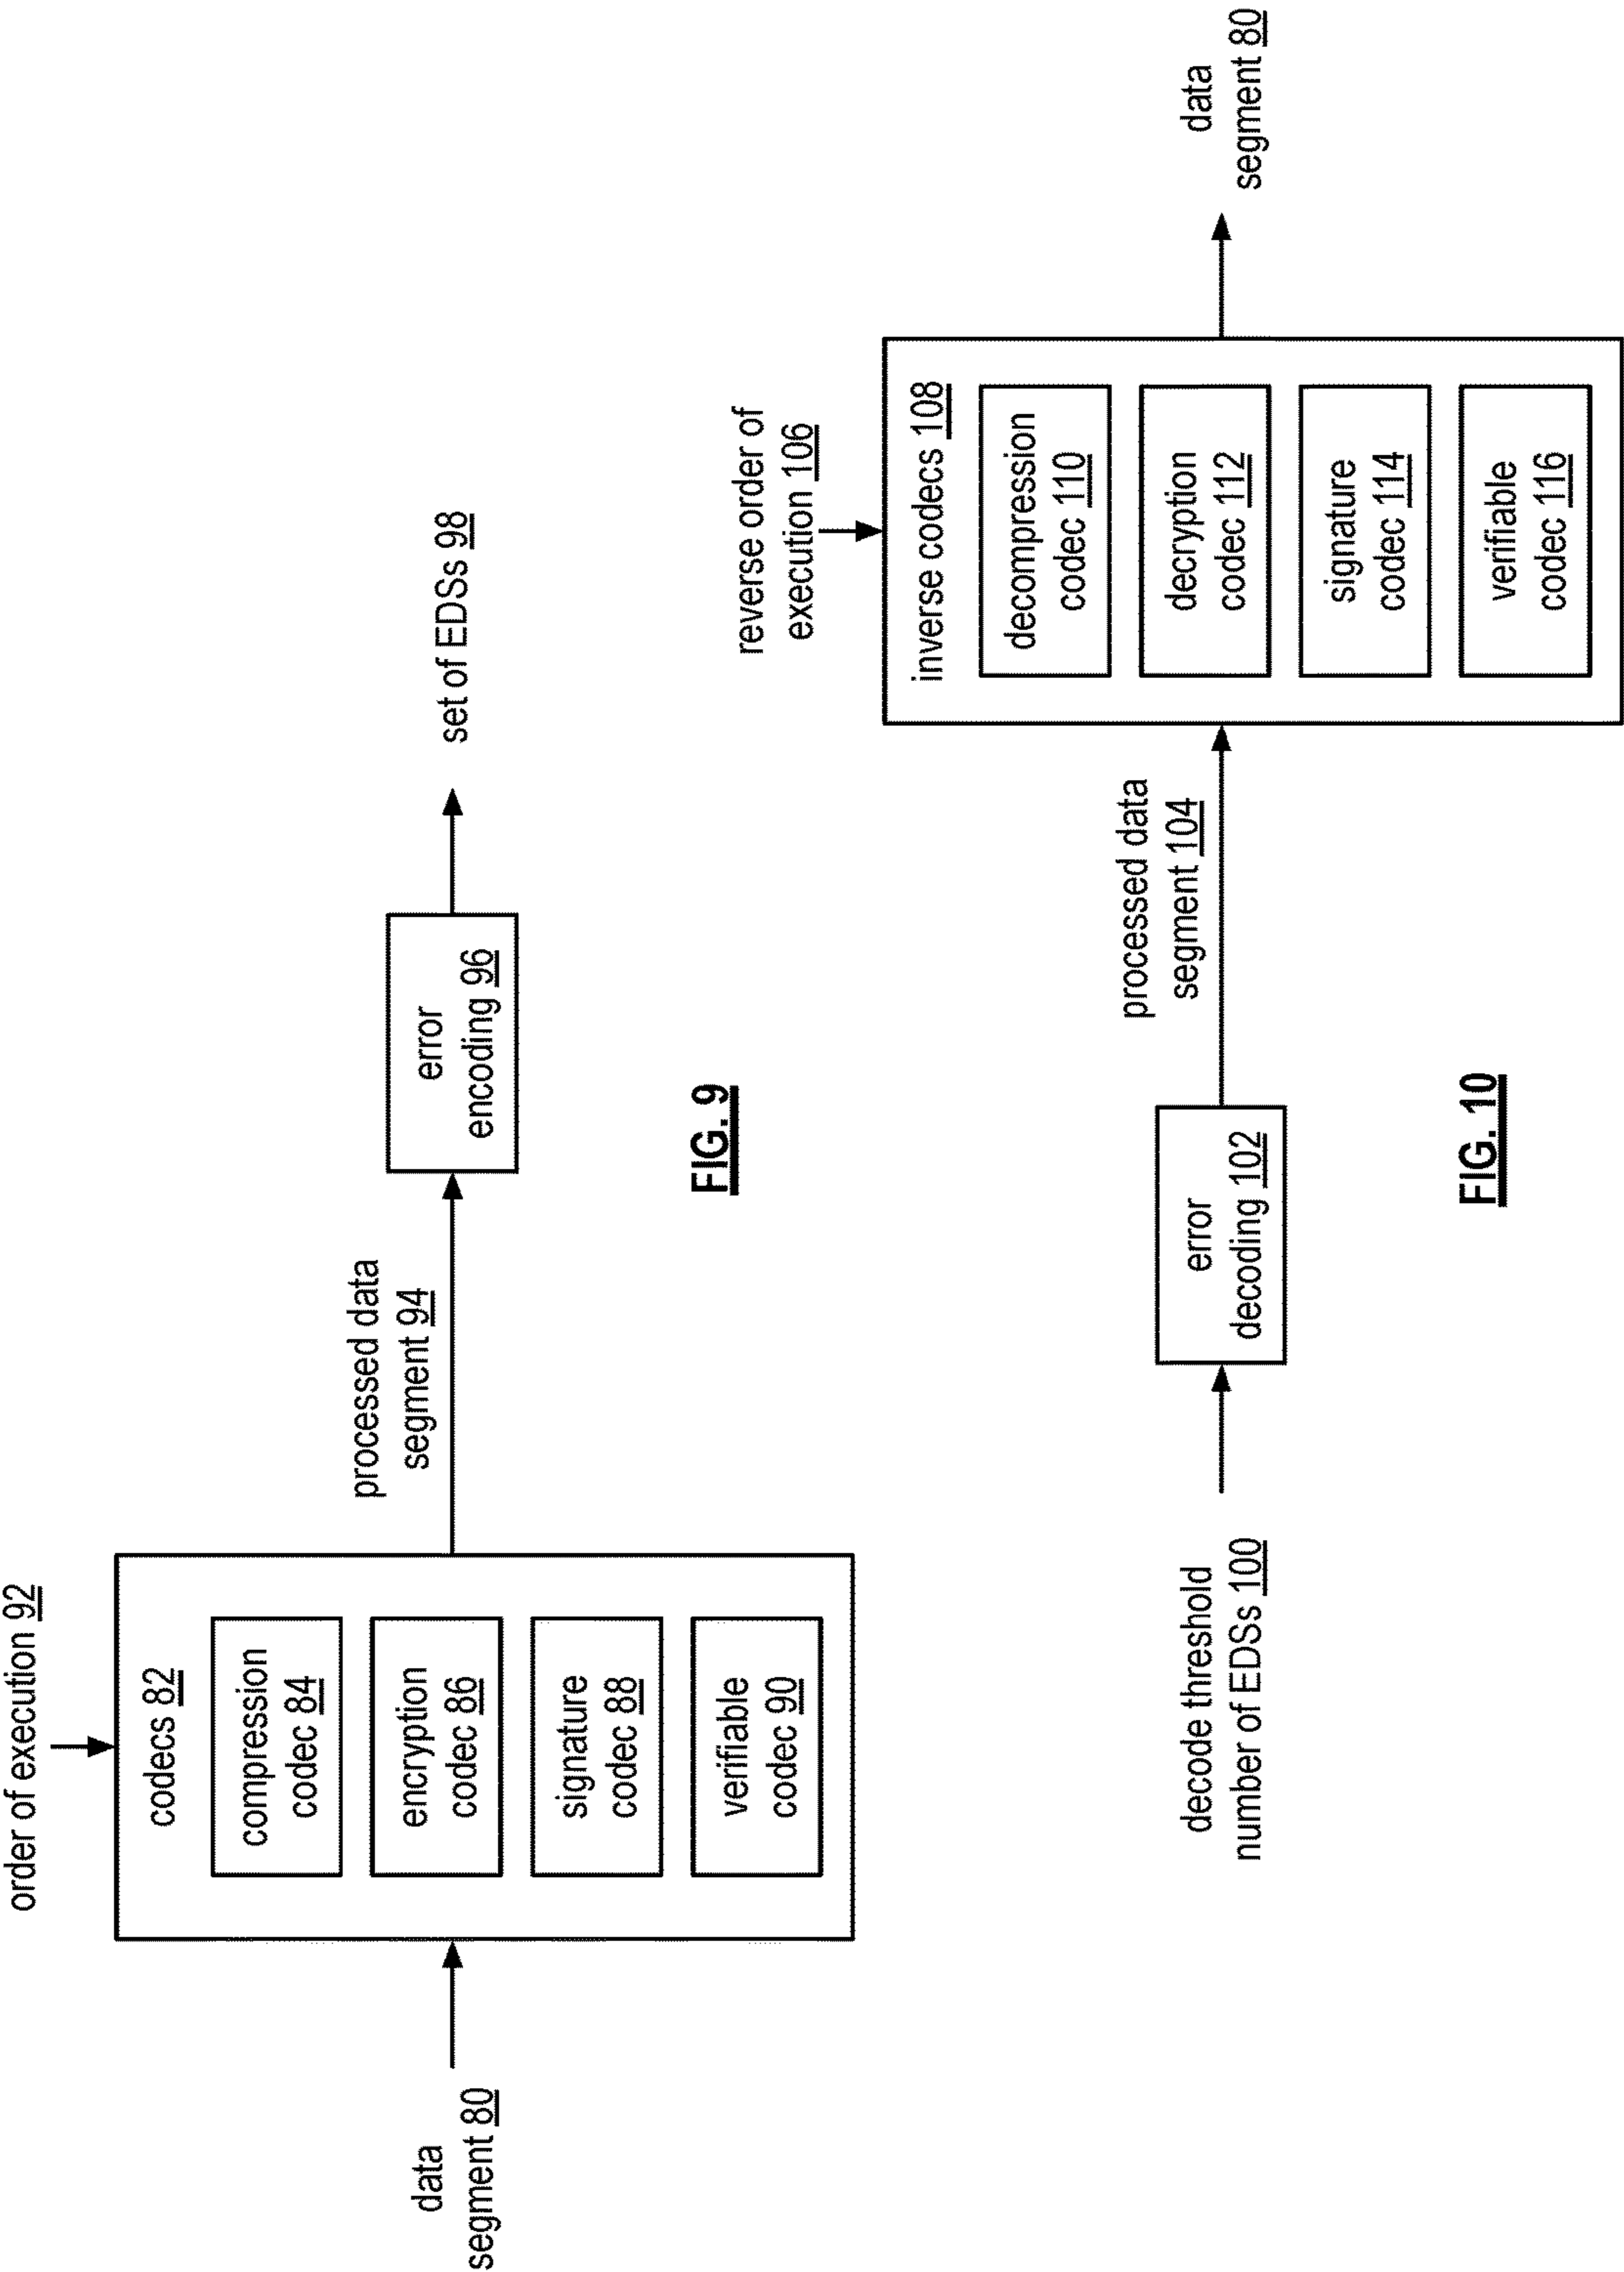 order of execution 92
codecs 82
compression
codec 84
encryption
codec 86
signature
codec 88
verifiable
codec 90
data
segment 80
processed data
segment 94
error
encoding 96
set of EDSs 98
FIG. 9
decode threshold
number of EDSs 100
error
decoding 102
processed data
segment 104
reverse order of
execution 106
inverse codecs 108
decompression
codec 110
decryption
codec 112
signature
codec 114
verifiable
codec 116
data
segment 80
FIG. 10